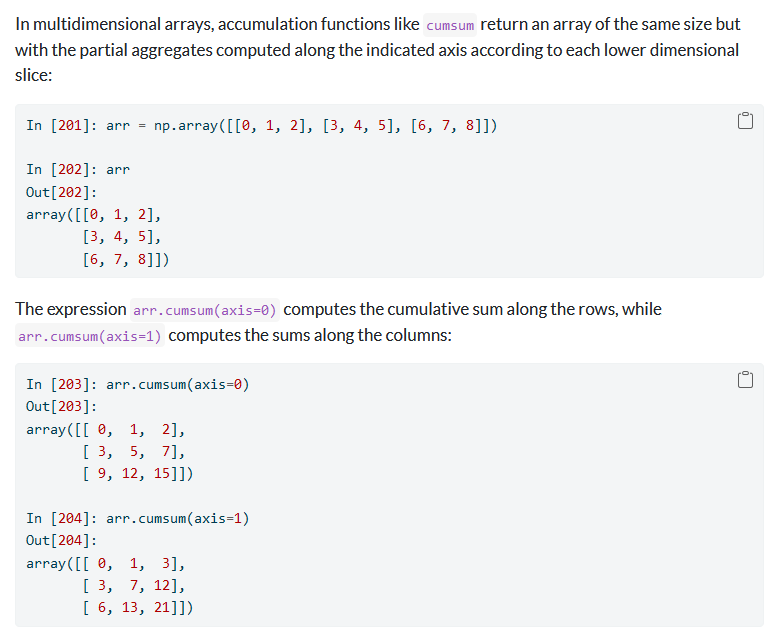 In multidimensional arrays, accumulation functions like cumsum return an array of the same size but
with the partial aggregates computed along the indicated axis according to each lower dimensional
slice:
In [201]: arr = np.array([[0, 1, 2], [3, 4, 5], [6, 7, 8]])
In [202]: arr
Out[202]:
array([[0, 1, 2],
       [3, 4, 5],
       [6, 7, 8]])
The expression arr.cumsum(axis=0) computes the cumulative sum along the rows, while
arr.cumsum(axis=1) computes the sums along the columns:
In [203]: arr.cumsum(axis=0)
Out[203]:
array([[ 0,  1,  2],
       [ 3,  5,  7],
       [ 9, 12, 15]])
In [204]: arr.cumsum(axis=1)
Out[204]:
array([[ 0,  1,  3],
       [ 3,  7, 12],
       [ 6, 13, 21]])